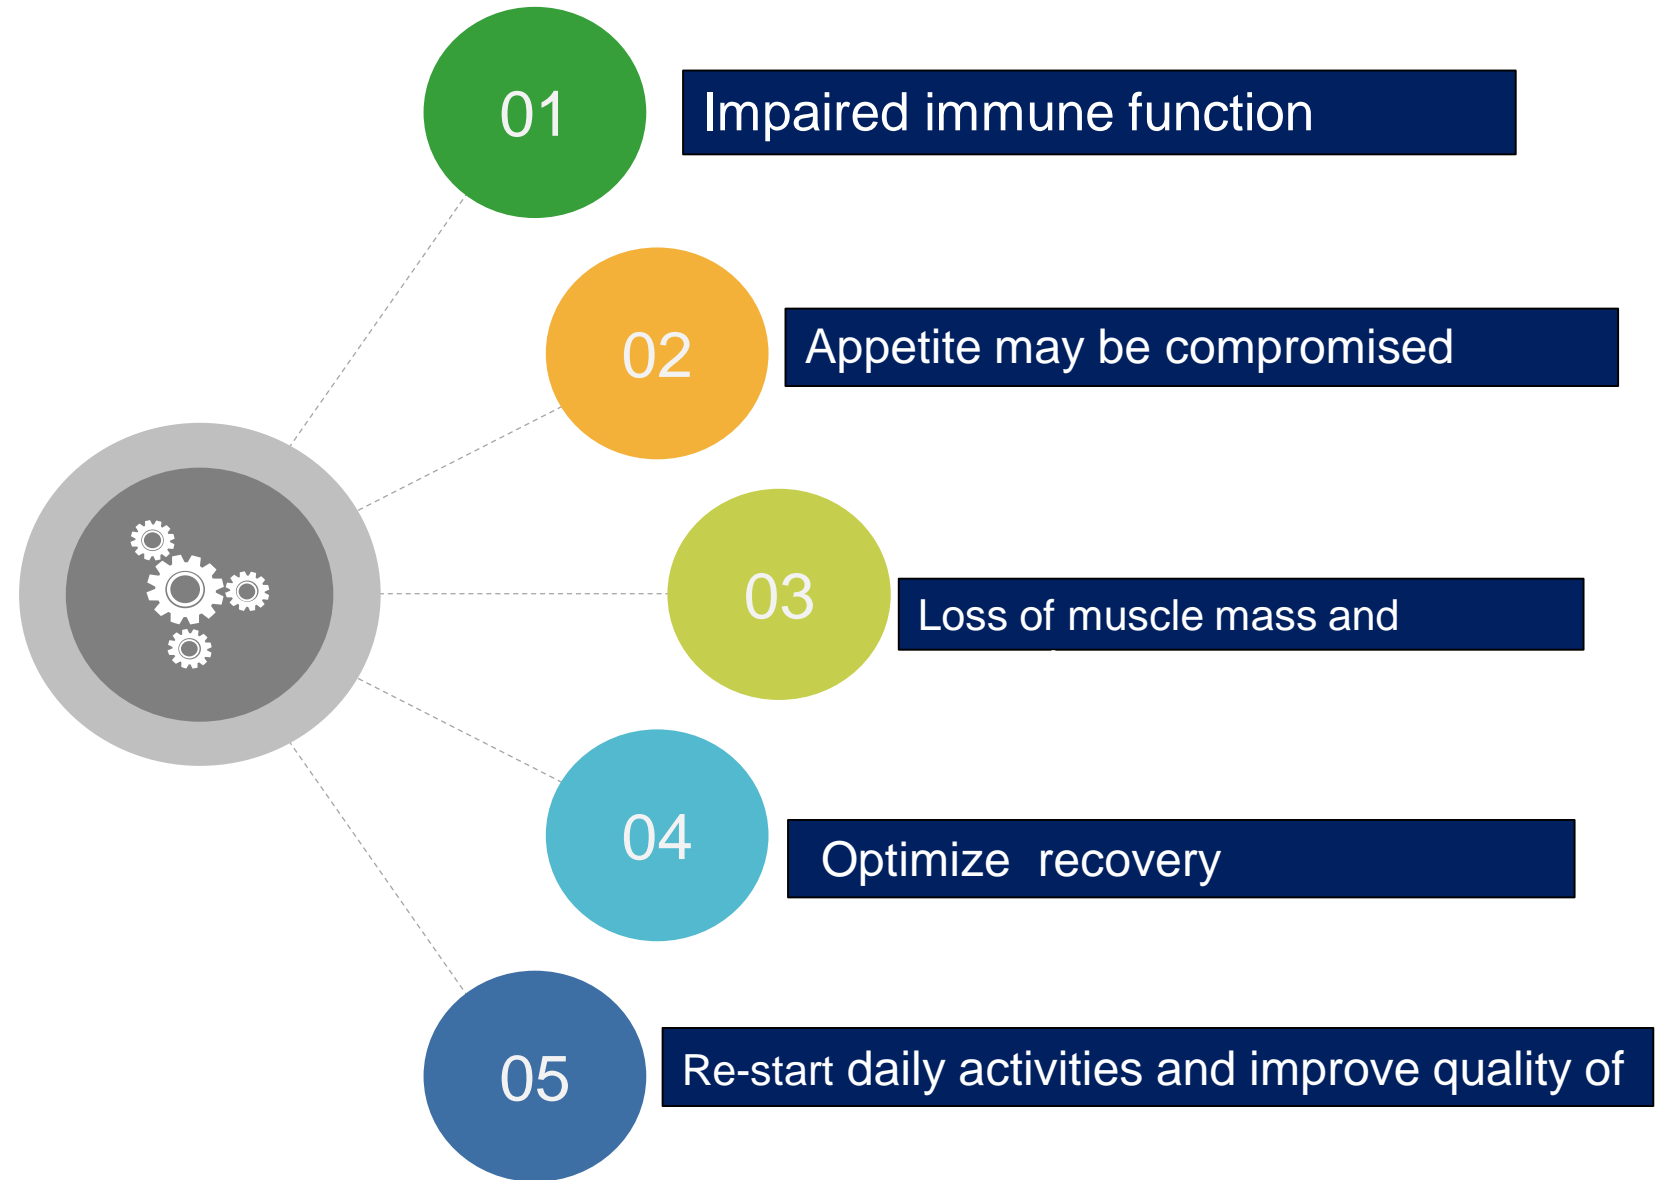 01
Impaired immune function
02
Appetite may be compromised
03
Loss of muscle mass and
04
Optimize  recovery
05
Re-start daily activities and improve quality of